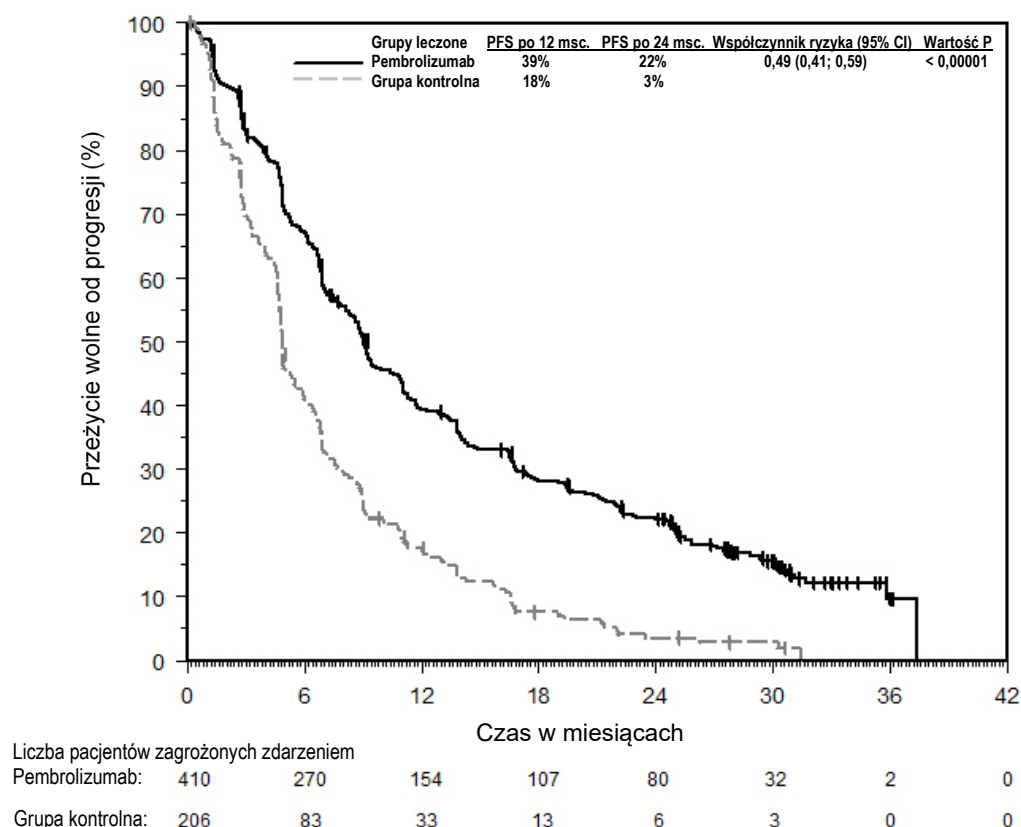 Grupy leczone PFS po 12 msc. PFS po 24 msc. Współczynnik ryzyka (95% CI) Wartość P
Pembrolizumab 39% 22% 0,49 (0,41; 0,59) < 0,00001
Grupa kontrolna 18% 3%
Przeżycie wolne od progresji (%)
100
90
80
70
60
50
40
30
20
10
0
0 6 12 18 24 30 36 42
Czas w miesiącach
Liczba pacjentów zagrożonych zdarzeniem
Pembrolizumab: 410 270 154 107 80 32 2 0
Grupa kontrolna: 206 83 33 13 6 3 0 0